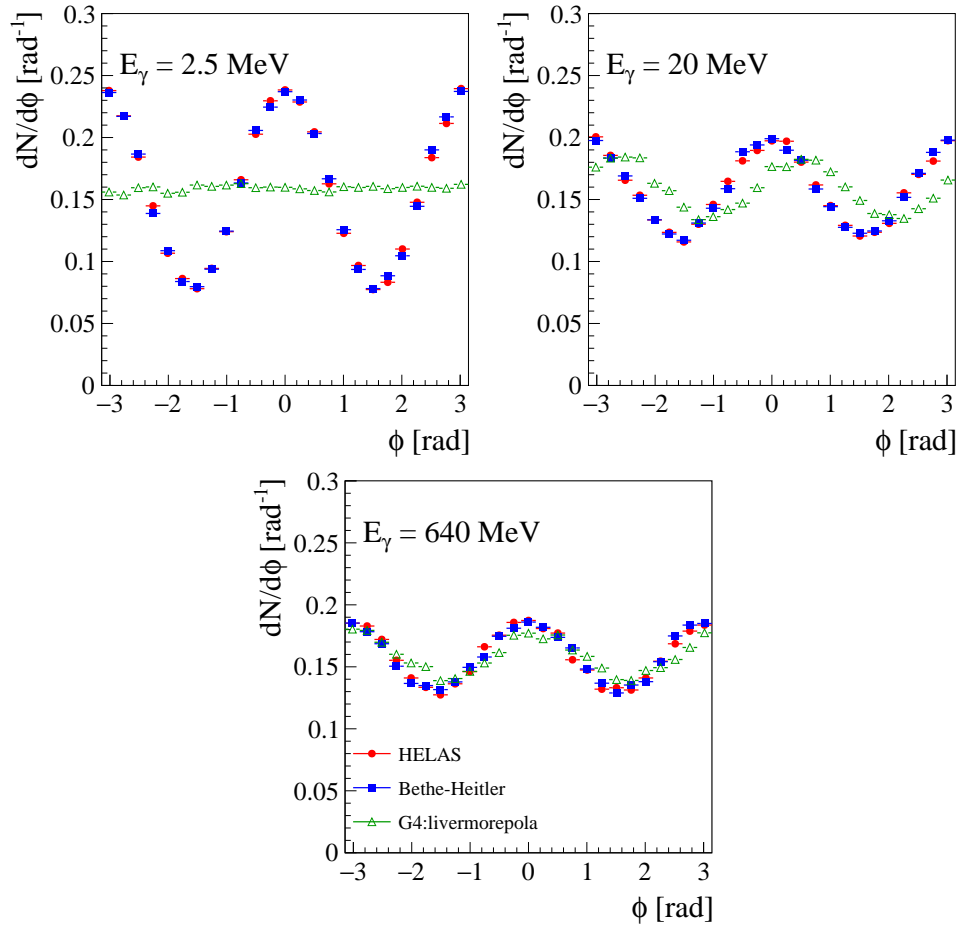 dN/dφ [rad⁻¹]
E_γ = 2.5 MeV
0.3
0.25
0.2
0.15
0.1
0.05
0
−3 −2 −1 0 1 2 3
φ [rad]
dN/dφ [rad⁻¹]
E_γ = 20 MeV
0.3
0.25
0.2
0.15
0.1
0.05
0
−3 −2 −1 0 1 2 3
φ [rad]
dN/dφ [rad⁻¹]
E_γ = 640 MeV
0.3
0.25
0.2
0.15
0.1
0.05
0
HELAS
Bethe-Heitler
G4:livermorepola
−3 −2 −1 0 1 2 3
φ [rad]